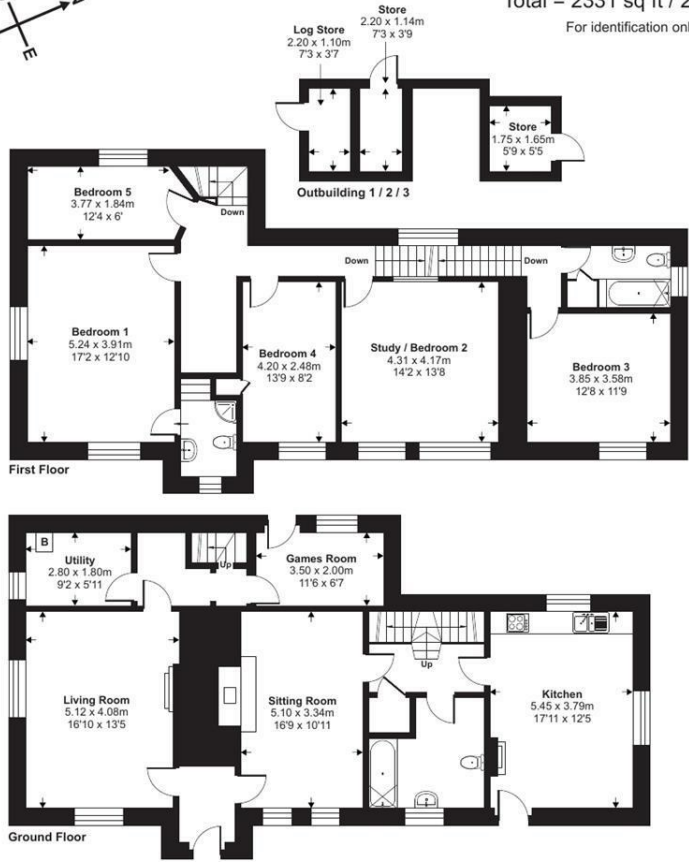 Total = 2331 sq ft / 2
For identification onl
E
Log Store
2.20 x 1.10m
7'3 x 3'7
Store
2.20 x 1.14m
7'3 x 3'9
Store
1.75 x 1.65m
5'9 x 5'5
Outbuilding 1 / 2 / 3
Bedroom 5
3.77 x 1.84m
12'4 x 6'
Down
Down
Down
Bedroom 1
5.24 x 3.91m
17'2 x 12'10
Bedroom 4
4.20 x 2.48m
13'9 x 8'2
Study / Bedroom 2
4.31 x 4.17m
14'2 x 13'8
Bedroom 3
3.85 x 3.58m
12'8 x 11'9
First Floor
B
Utility
2.80 x 1.80m
9'2 x 5'11
Up
Games Room
3.50 x 2.00m
11'6 x 6'7
Living Room
5.12 x 4.08m
16'10 x 13'5
Sitting Room
5.10 x 3.34m
16'9 x 10'11
Up
Kitchen
5.45 x 3.79m
17'11 x 12'5
Ground Floor